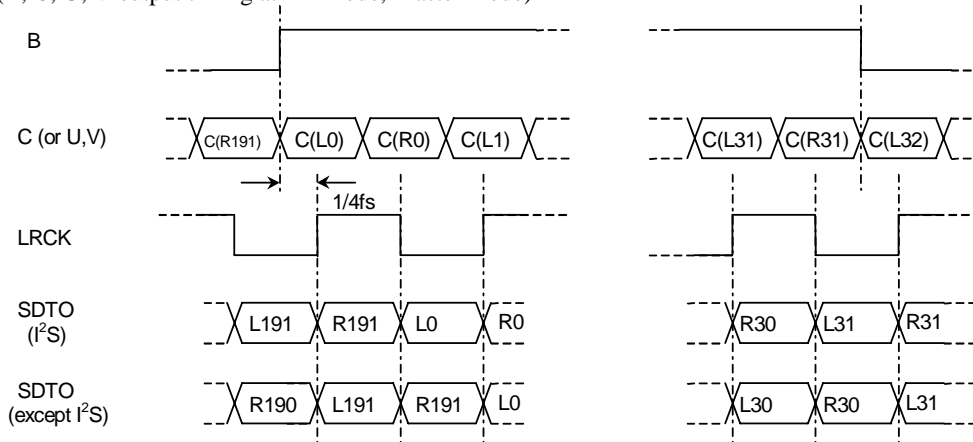 B
C (or U,V) C(R191) C(L0) C(R0) C(L1) C(L31) C(R31) C(L32)
1/4fs
LRCK
SDTO
(I²S) L191 R191 L0 R0 R30 L31 R31
SDTO
(except I²S) R190 L191 R191 L0 L30 R30 L31